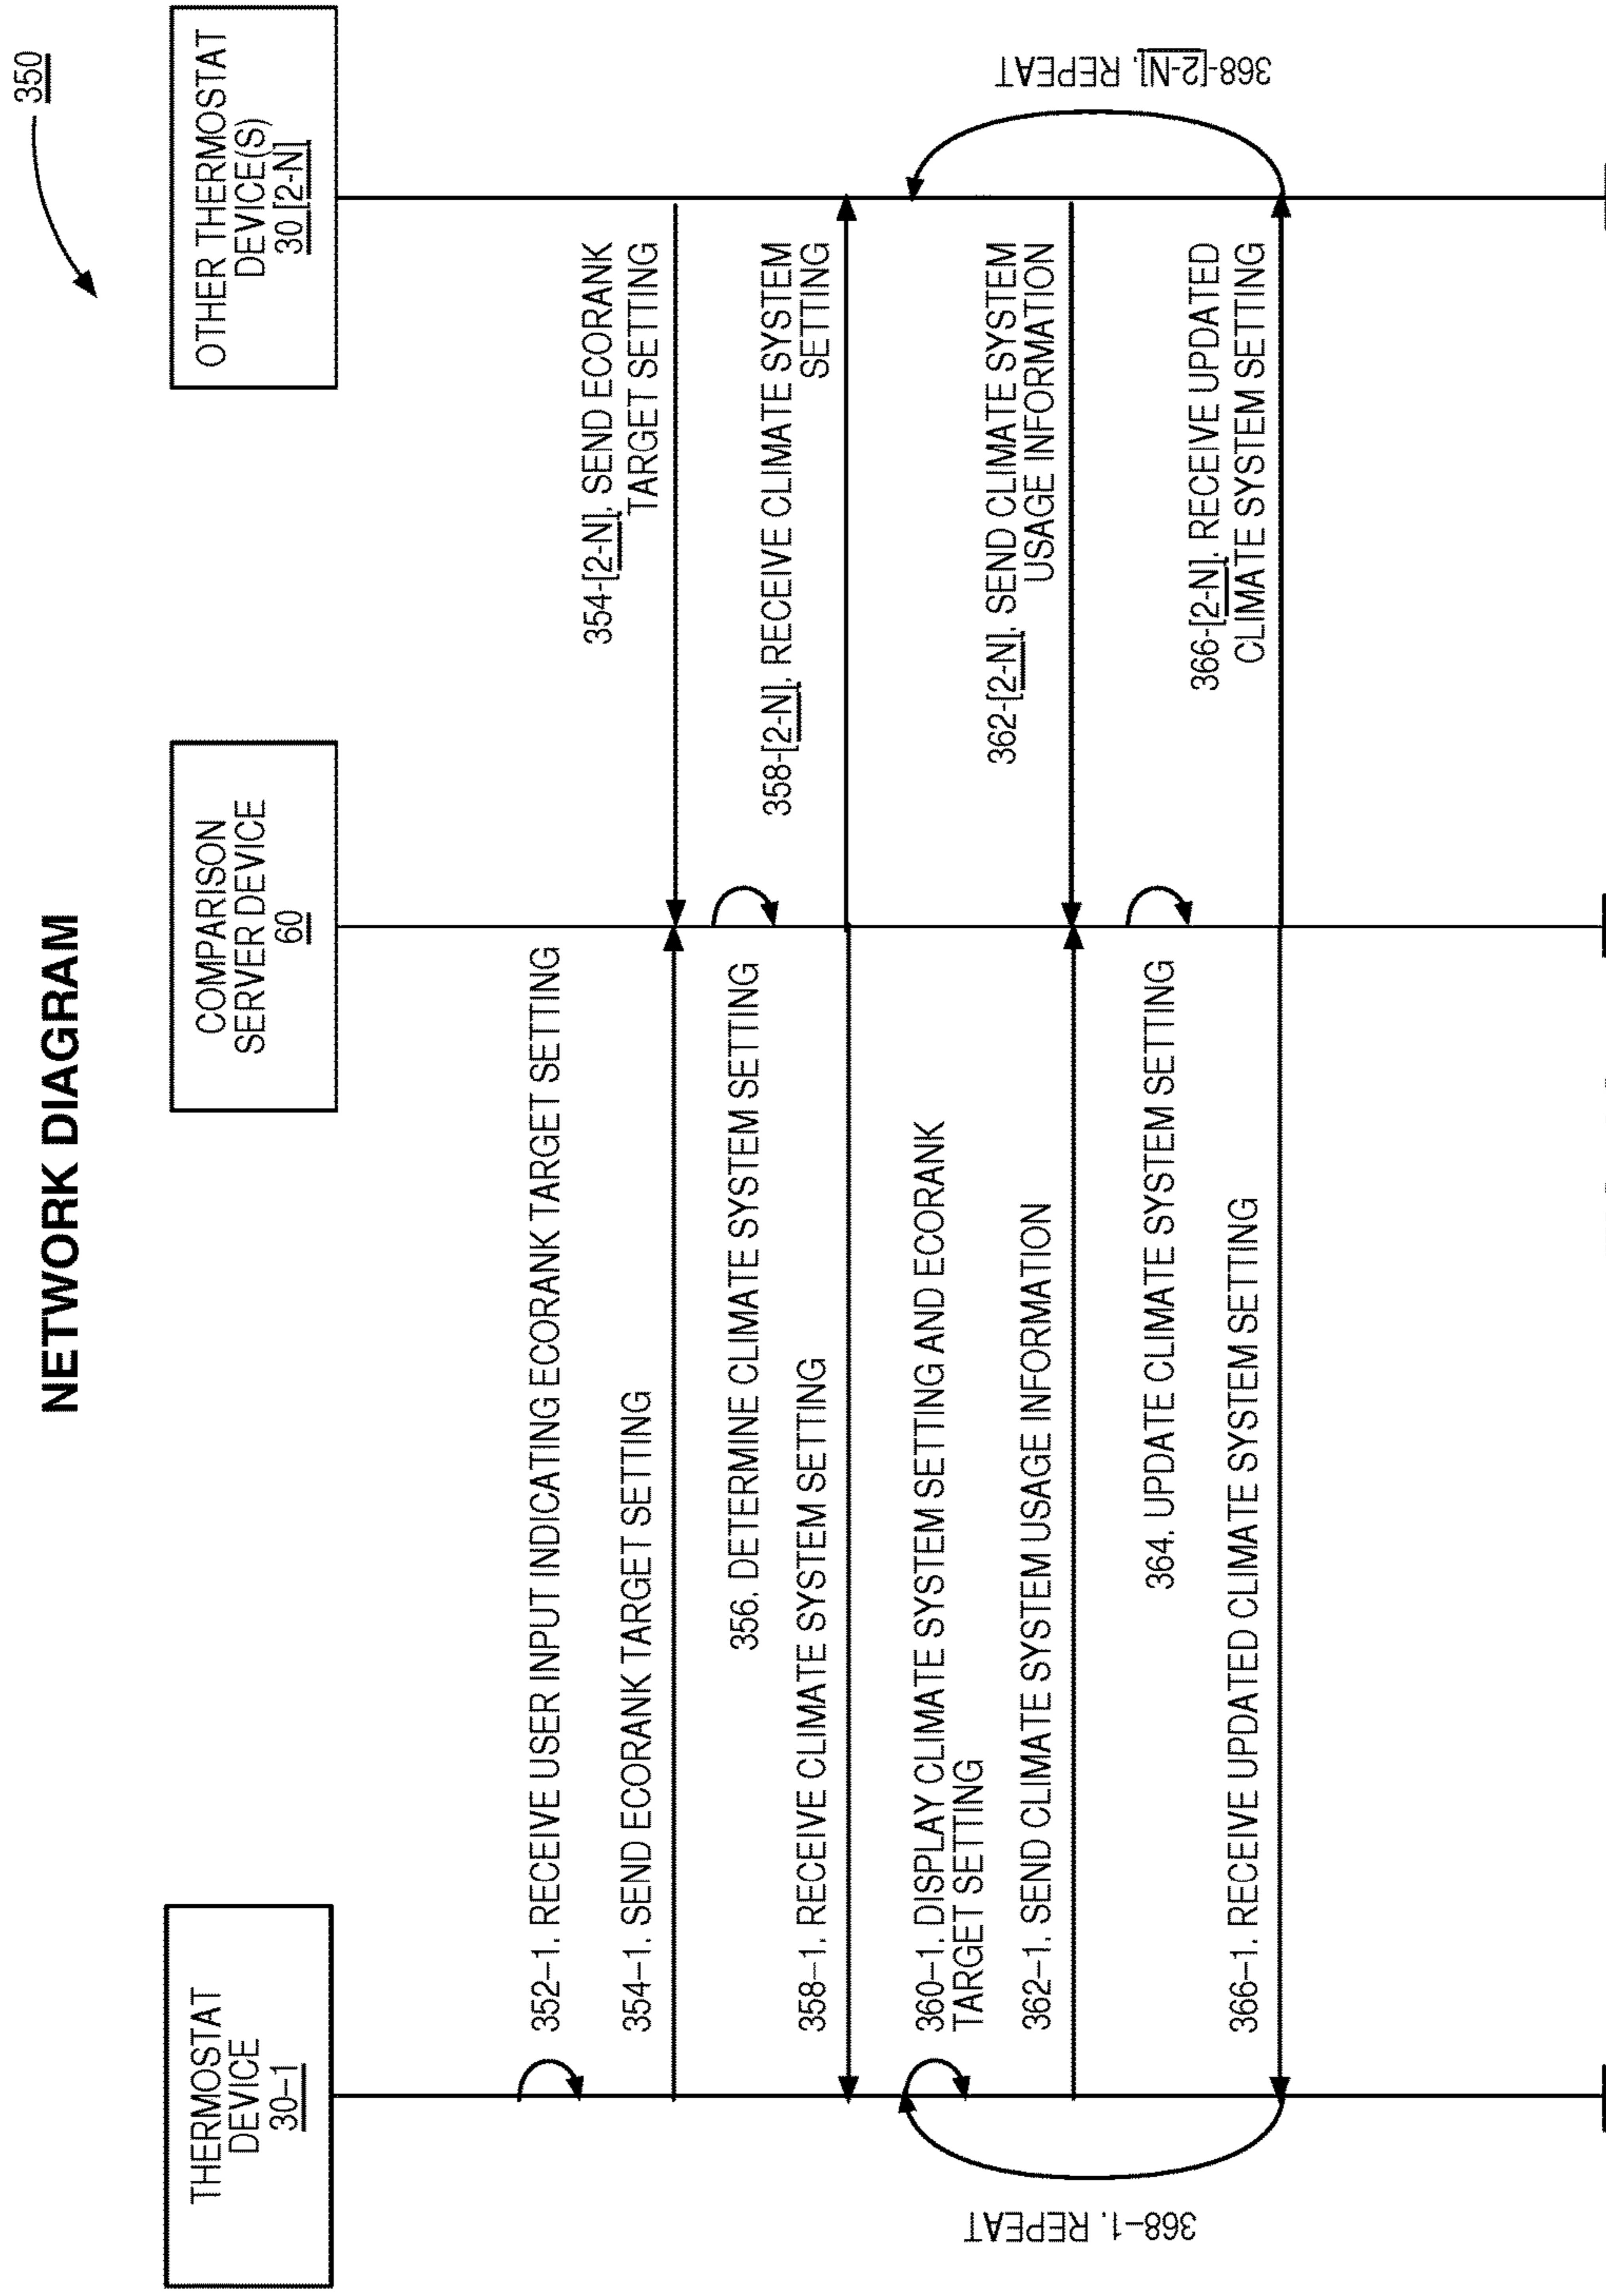 NETWORK DIAGRAM
350
THERMOSTAT
DEVICE
30–1
COMPARISON
SERVER DEVICE
60
OTHER THERMOSTAT
DEVICE(S)
30 [2-N]
352–1. RECEIVE USER INPUT INDICATING ECORANK TARGET SETTING
354–1. SEND ECORANK TARGET SETTING
354-[2-N]. SEND ECORANK
TARGET SETTING
356. DETERMINE CLIMATE SYSTEM SETTING
358–1. RECEIVE CLIMATE SYSTEM SETTING
358-[2-N]. RECEIVE CLIMATE SYSTEM
SETTING
360–1. DISPLAY CLIMATE SYSTEM SETTING AND ECORANK
TARGET SETTING
362–1. SEND CLIMATE SYSTEM USAGE INFORMATION
362-[2-N]. SEND CLIMATE SYSTEM
USAGE INFORMATION
364. UPDATE CLIMATE SYSTEM SETTING
366–1. RECEIVE UPDATED CLIMATE SYSTEM SETTING
366-[2-N]. RECEIVE UPDATED
CLIMATE SYSTEM SETTING
368–1. REPEAT
368-[2-N]. REPEAT